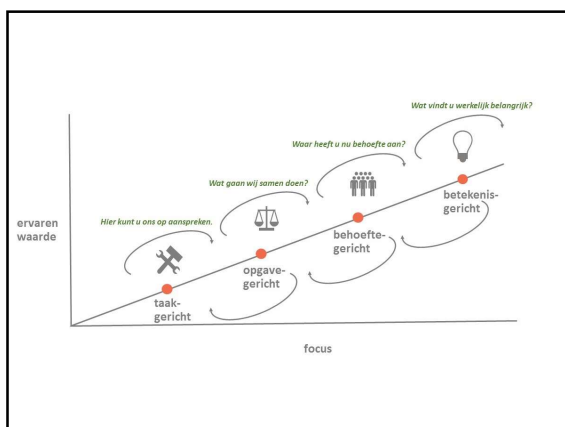 Wat vindt u werkelijk belangrijk?
Waar heeft u nu behoefte aan?
Wat gaan wij samen doen?
Hier kunt u ons op aanspreken.
ervaren
waarde
betekenis-
gericht
behoefte-
gericht
opgave-
gericht
taak-
gericht
focus